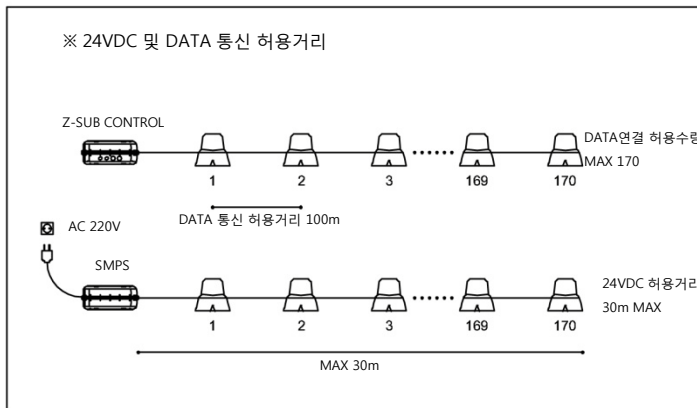 ※ 24VDC 및 DATA 통신 허용거리
Z-SUB CONTROL
DATA연결 허용수량
MAX 170
1 2 3 169 170
DATA 통신 허용거리 100m
AC 220V
SMPS
24VDC 허용거리
30m MAX
1 2 3 169 170
MAX 30m